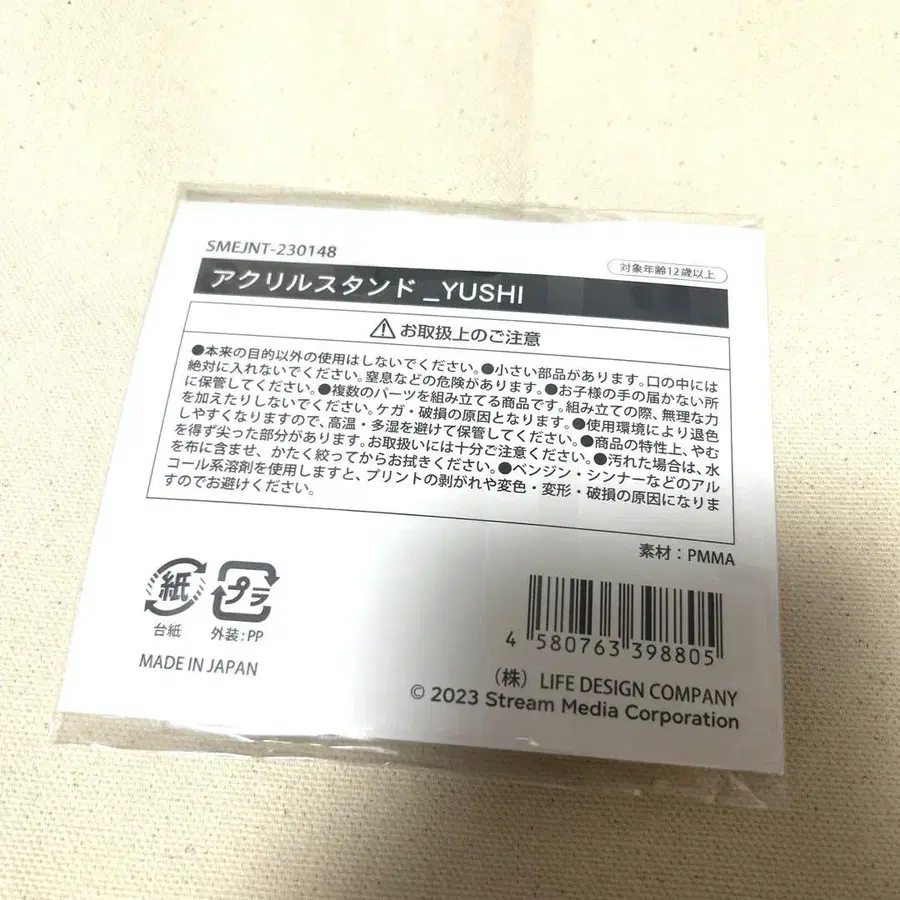 SMEJNT-230148
対象年齢12歳以上
アクリルスタンド _YUSHI
⚠お取扱上のご注意
●本来の目的以外の使用はしないでください。●小さい部品があります。口の中には
絶対に入れないでください。窒息などの危険があります。●お子様の手の届かない所
に保管してください。●複数のパーツを組み立てる商品です。組み立ての際、無理な力
を加えたりしないでください。ケガ・破損の原因となります。●使用環境により退色
しやすくなりますので、高温・多湿を避けて保管してください。●商品の特性上、やむ
を得ず尖った部分があります。お取扱いには十分ご注意ください。●汚れた場合は、水
を布に含ませ、かたく絞ってからお拭きください。●ベンジン・シンナーなどのアル
コール系溶剤を使用しますと、プリントの剥がれや変色・変形・破損の原因になりま
すのでお避けください。
素材：PMMA
紙
プラ
台紙
外装：PP
MADE IN JAPAN
4 580763 398805
（株） LIFE DESIGN COMPANY
© 2023 Stream Media Corporation